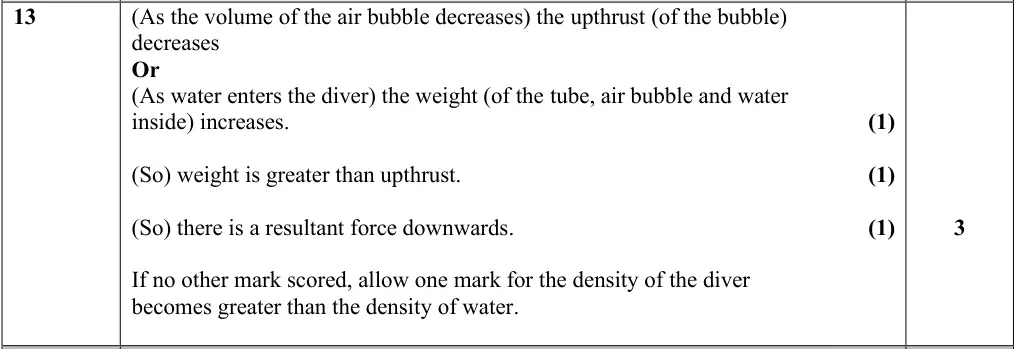 13
(As the volume of the air bubble decreases) the upthrust (of the bubble)
decreases
Or
(As water enters the diver) the weight (of the tube, air bubble and water
inside) increases. (1)
(So) weight is greater than upthrust. (1)
(So) there is a resultant force downwards. (1) 3
If no other mark scored, allow one mark for the density of the diver
becomes greater than the density of water.